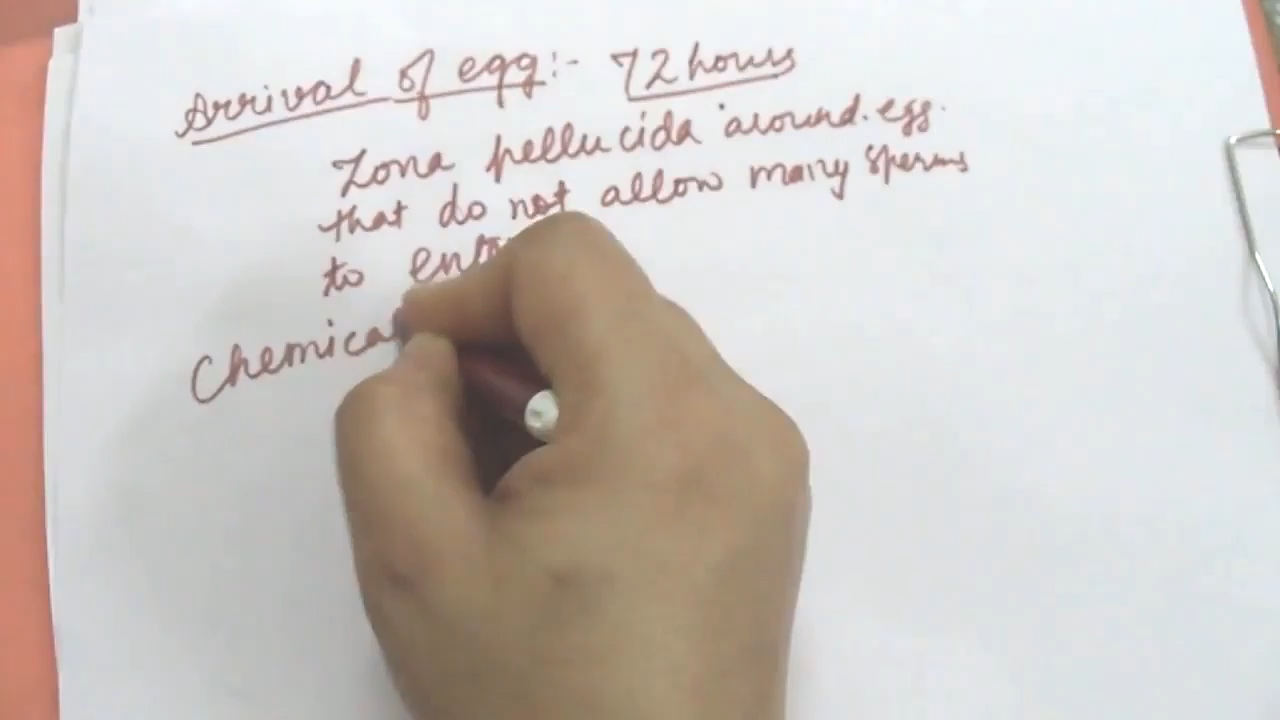 Arrival of egg:- 72 hours
Zona pellucida around egg.
that do not allow many sperms
to
Chemica